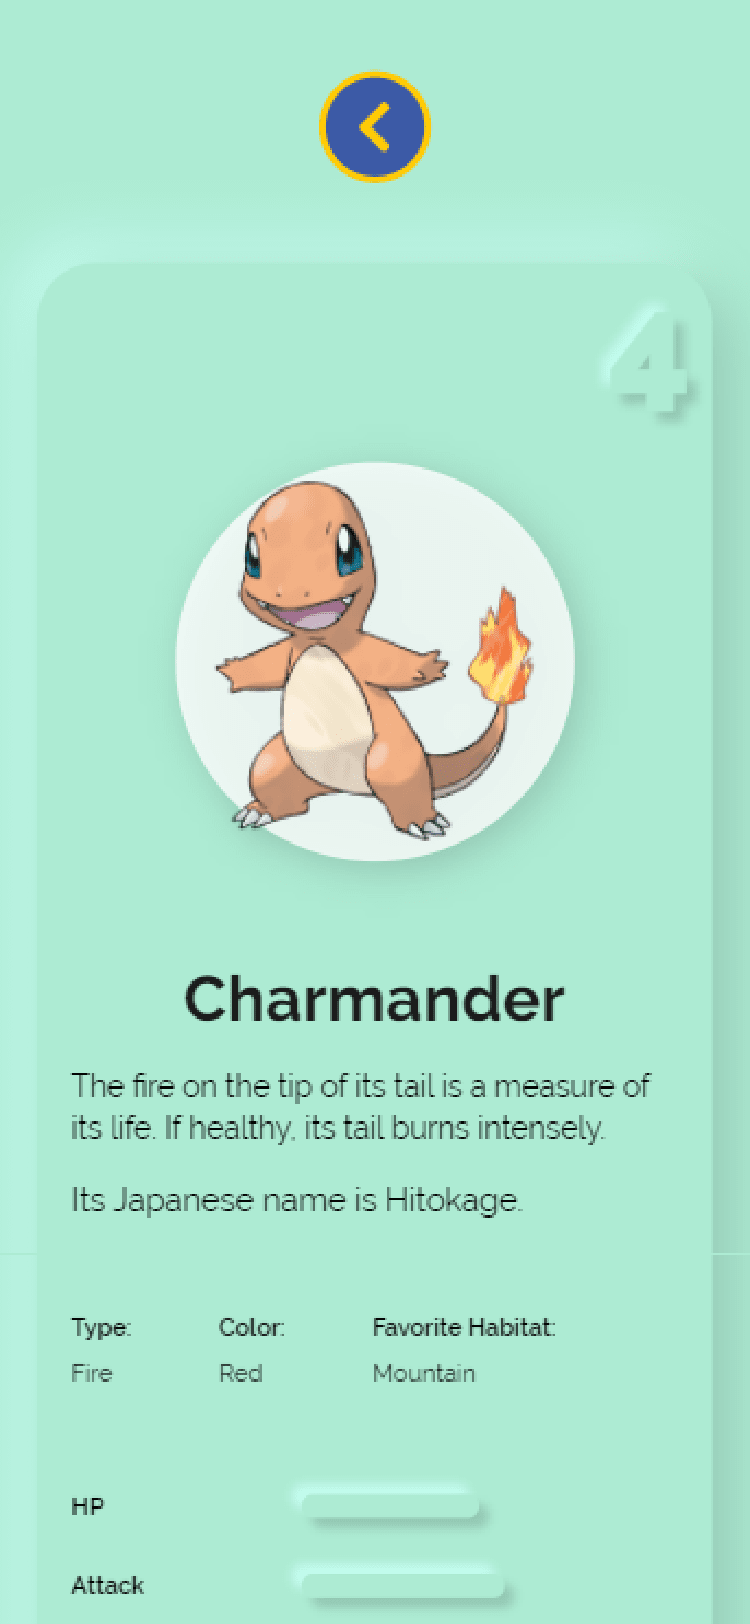 4
Charmander
The fire on the tip of its tail is a measure of
its life. If healthy, its tail burns intensely.
Its Japanese name is Hitokage.
Type: Color: Favorite Habitat:
Fire Red Mountain
HP
Attack